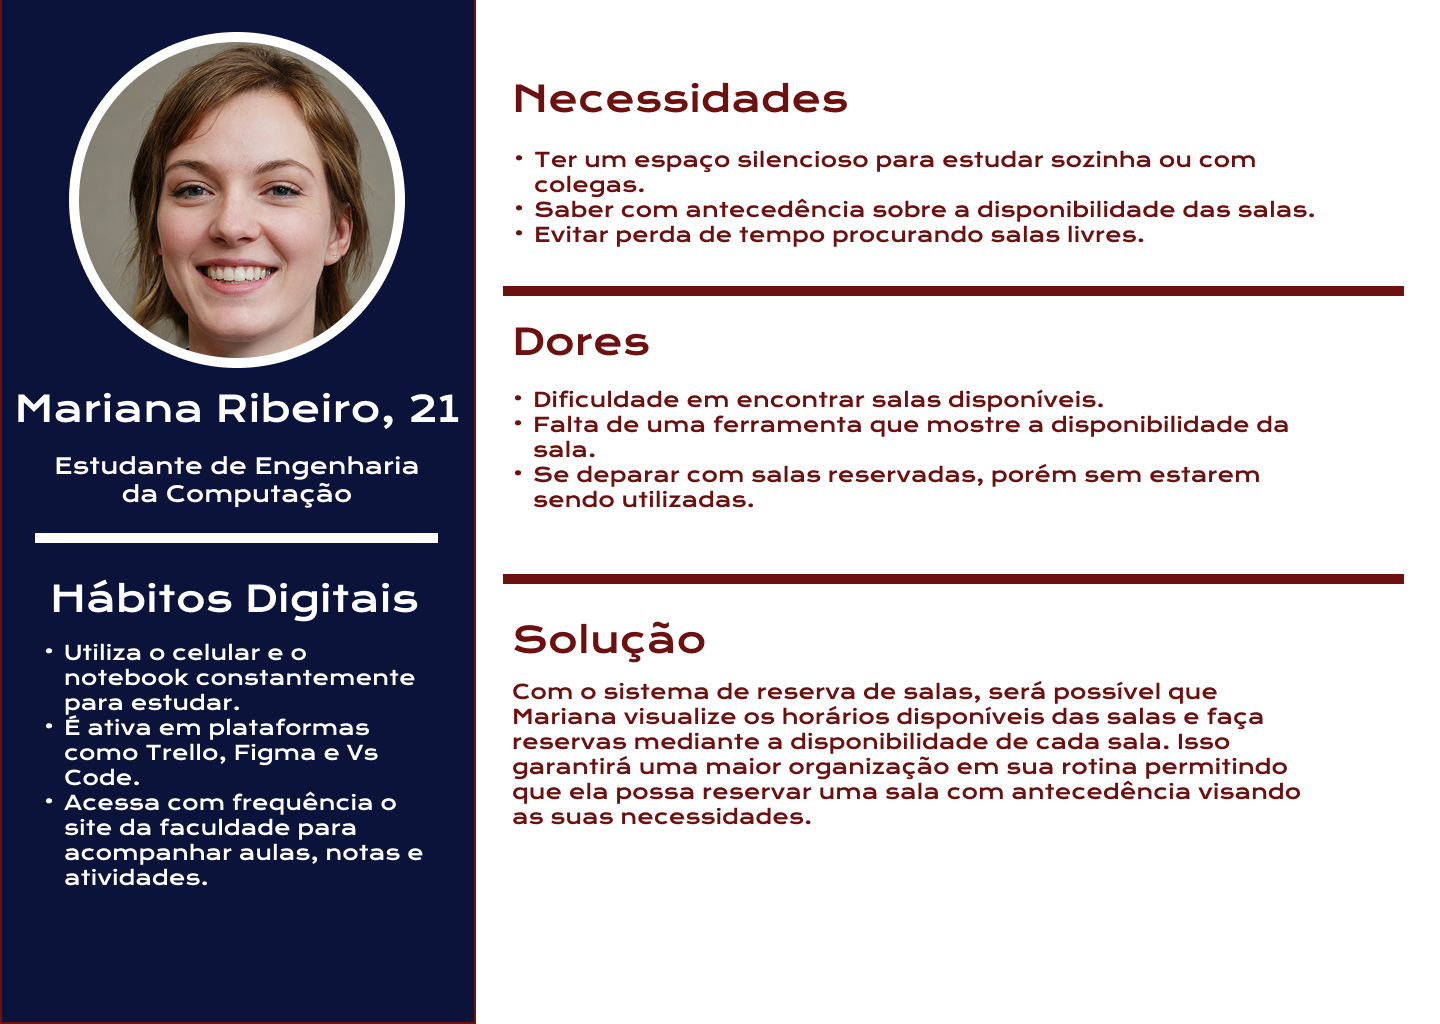 Mariana Ribeiro, 21
Estudante de Engenharia
da Computação
Hábitos Digitais
• Utiliza o celular e o
notebook constantemente
para estudar.
• É ativa em plataformas
como Trello, Figma e Vs
Code.
• Acessa com frequência o
site da faculdade para
acompanhar aulas, notas e
atividades.
Necessidades
• Ter um espaço silencioso para estudar sozinha ou com
colegas.
• Saber com antecedência sobre a disponibilidade das salas.
• Evitar perda de tempo procurando salas livres.
Dores
• Dificuldade em encontrar salas disponíveis.
• Falta de uma ferramenta que mostre a disponibilidade da
sala.
• Se deparar com salas reservadas, porém sem estarem
sendo utilizadas.
Solução
Com o sistema de reserva de salas, será possível que
Mariana visualize os horários disponíveis das salas e faça
reservas mediante a disponibilidade de cada sala. Isso
garantirá uma maior organização em sua rotina permitindo
que ela possa reservar uma sala com antecedência visando
as suas necessidades.